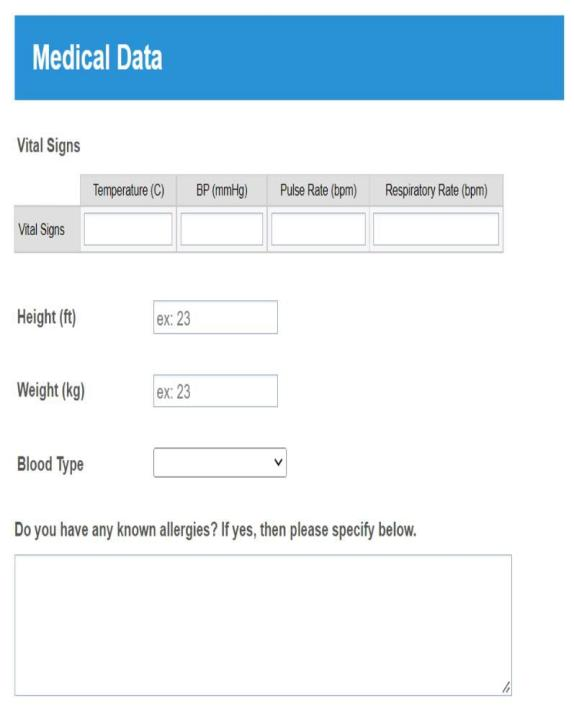 Medical Data
Vital Signs
Temperature (C) BP (mmHg) Pulse Rate (bpm) Respiratory Rate (bpm)
Vital Signs
Height (ft) ex: 23
Weight (kg) ex: 23
Blood Type
Do you have any known allergies? If yes, then please specify below.